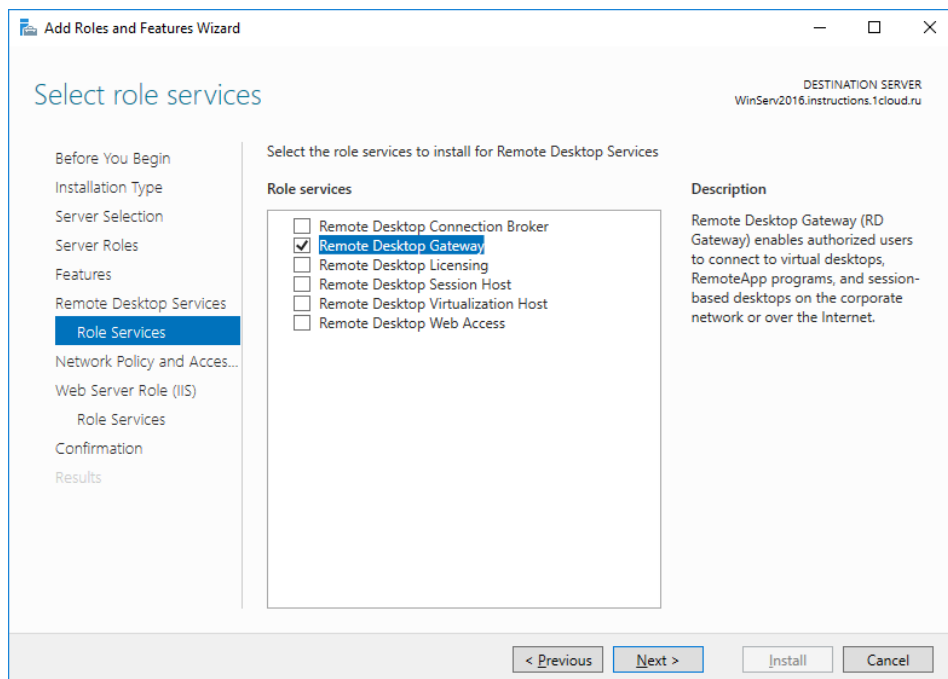 Add Roles and Features Wizard
Select role services
DESTINATION SERVER
WinServ2016.instructions.1cloud.ru
Before You Begin
Installation Type
Server Selection
Server Roles
Features
Remote Desktop Services
Role Services
Network Policy and Acces...
Web Server Role (IIS)
Role Services
Confirmation
Results
Select the role services to install for Remote Desktop Services
Role services
Remote Desktop Connection Broker
Remote Desktop Gateway
Remote Desktop Licensing
Remote Desktop Session Host
Remote Desktop Virtualization Host
Remote Desktop Web Access
Description
Remote Desktop Gateway (RD
Gateway) enables authorized users
to connect to virtual desktops,
RemoteApp programs, and session-
based desktops on the corporate
network or over the Internet.
< Previous
Next >
Install
Cancel